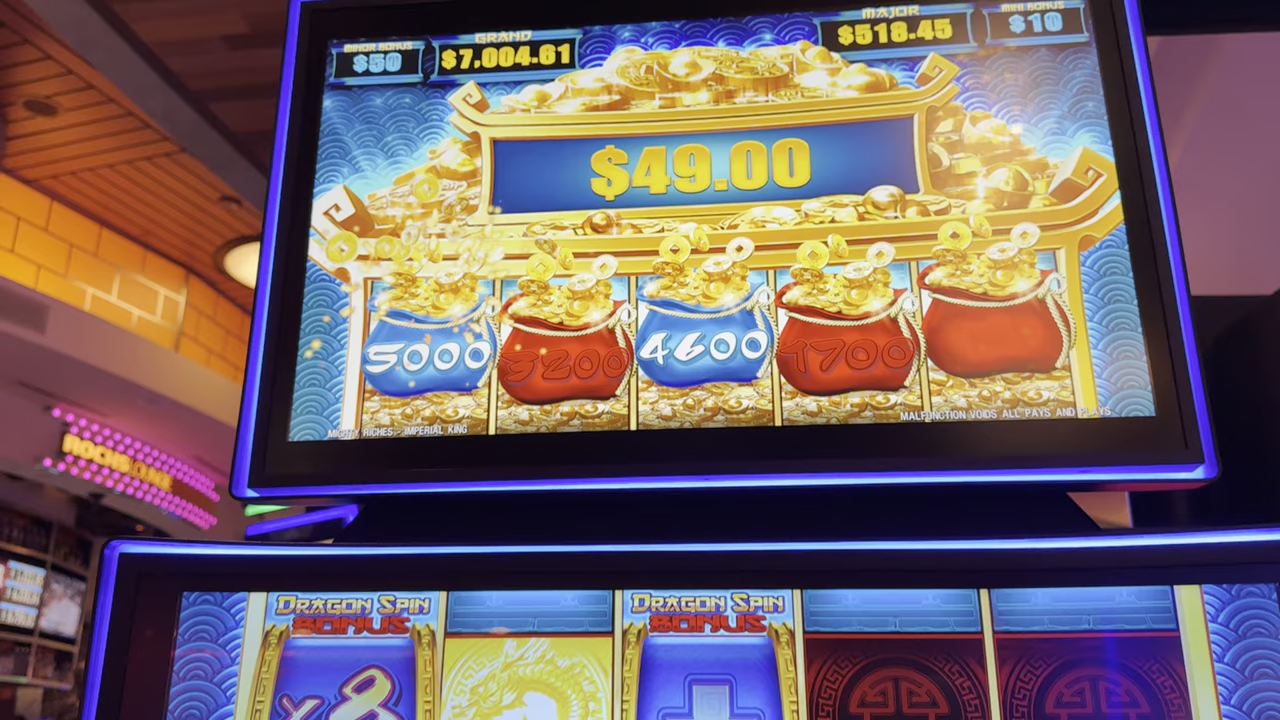 MINOR BONUS
$50
GRAND
$7,004.61
MAJOR
$518.45
MINI BONUS
$10
$49.00
5000
3200
4600
1700
MIGHTY RICHES - IMPERIAL KING
MALFUNCTION VOIDS ALL PAYS AND PLAYS
DRAGON SPIN
BONUS
x8
DRAGON SPIN
BONUS